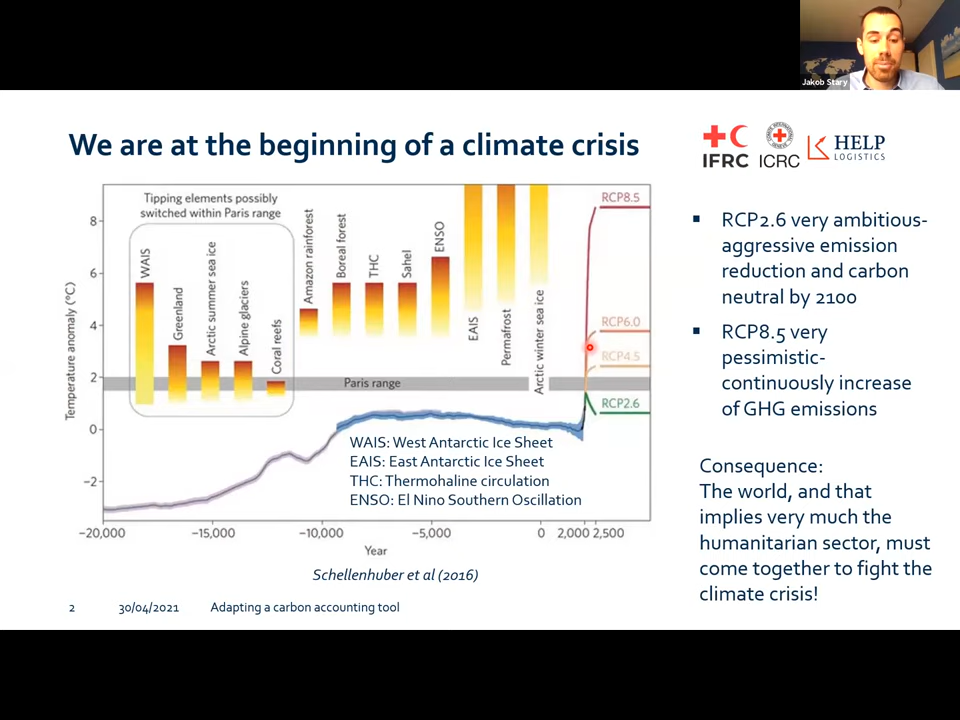 Jakob Stary
We are at the beginning of a climate crisis
IFRC
ICRC
HELP
LOGISTICS
Tipping elements possibly
switched within Paris range
WAIS
Greenland
Arctic summer sea ice
Alpine glaciers
Coral reefs
Amazon rainforest
Boreal forest
THC
Sahel
ENSO
EAIS
Permafrost
Arctic winter sea ice
RCP8.5
RCP6.0
RCP4.5
RCP2.6
Paris range
Temperature anomaly (°C)
8
6
4
2
0
−2
WAIS: West Antarctic Ice Sheet
EAIS: East Antarctic Ice Sheet
THC: Thermohaline circulation
ENSO: El Nino Southern Oscillation
−20,000 −15,000 −10,000 −5,000 0 2,000 2,500
Year
Schellenhuber et al (2016)
▪ RCP2.6 very ambitious-
aggressive emission
reduction and carbon
neutral by 2100
▪ RCP8.5 very
pessimistic-
continuously increase
of GHG emissions
Consequence:
The world, and that
implies very much the
humanitarian sector, must
come together to fight the
climate crisis!
2 30/04/2021 Adapting a carbon accounting tool